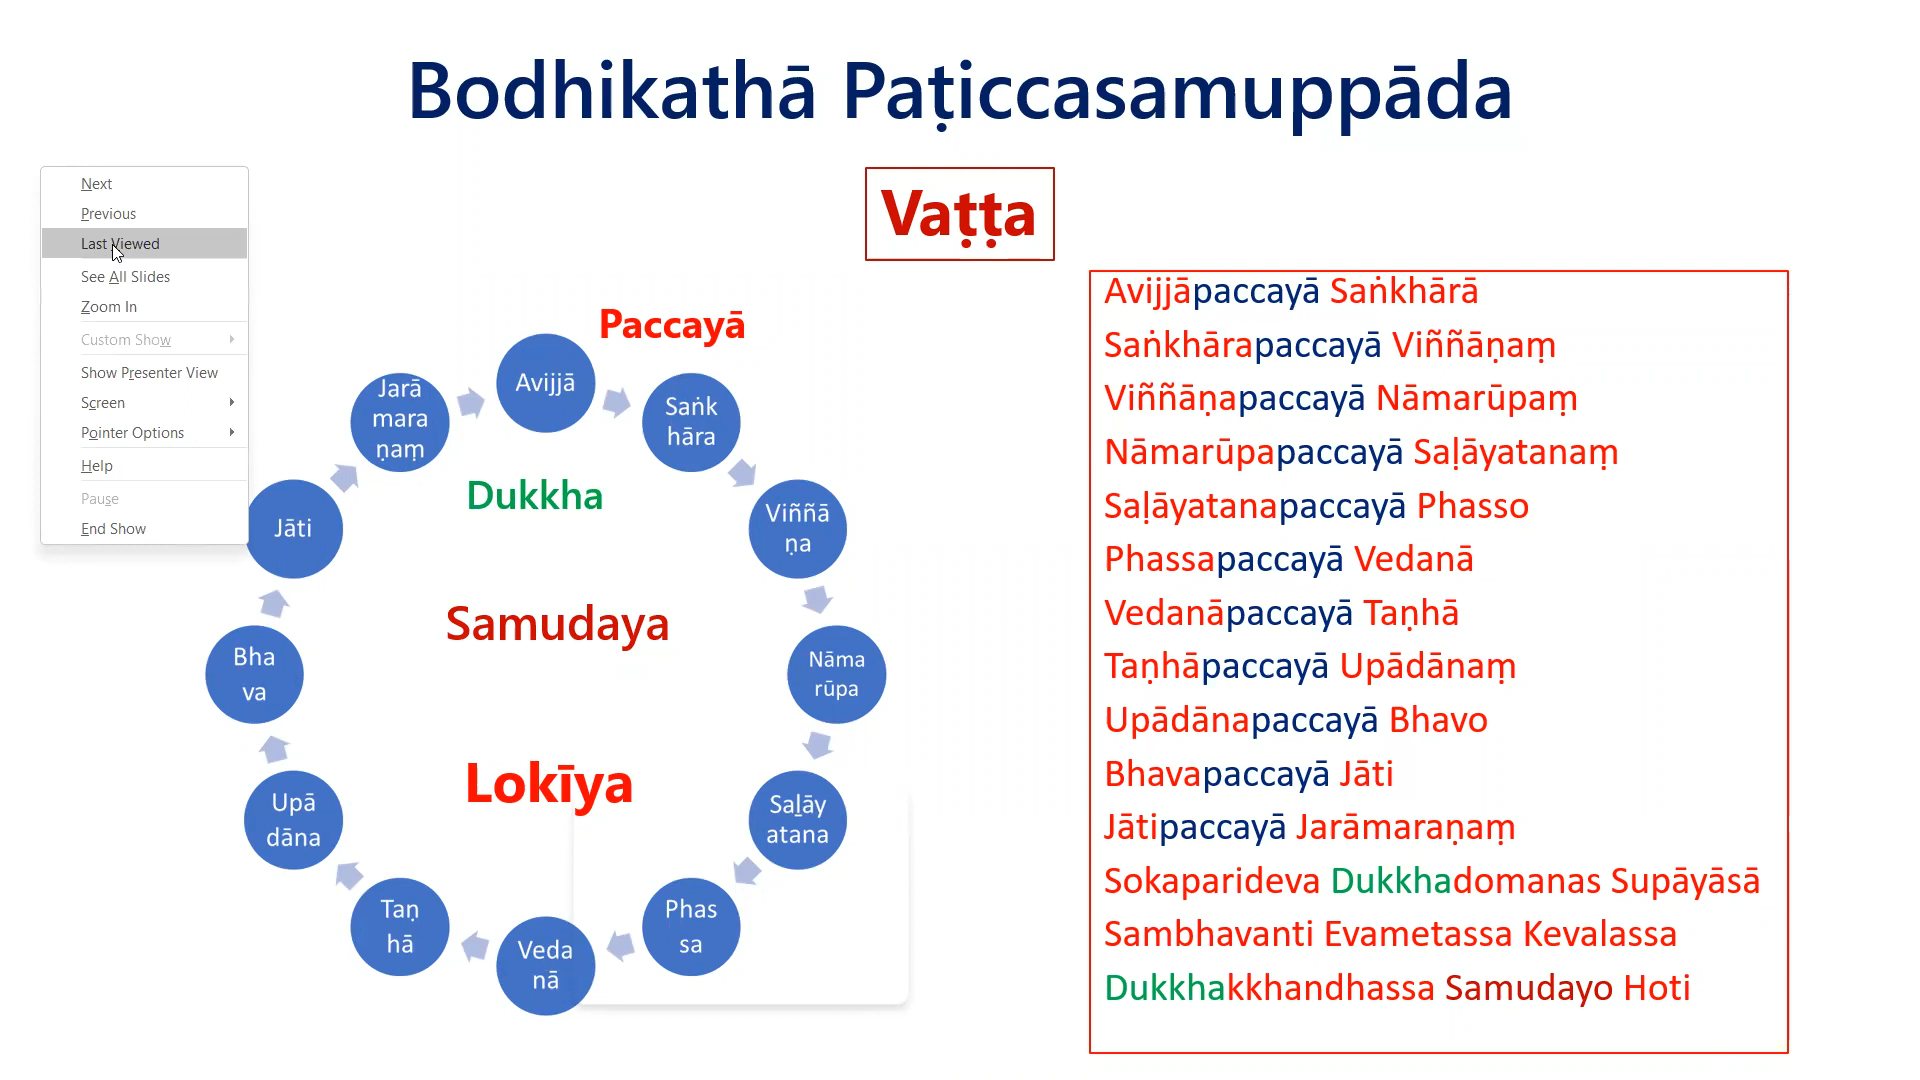 Bodhikathā Paṭiccasamuppāda
Vaṭṭa
Next
Previous
Last Viewed
See All Slides
Zoom In
Custom Show
Show Presenter View
Screen
Pointer Options
Help
Pause
End Show
Paccayā
Avijjā
Saṅk
hāra
Viññā
ṇa
Nāma
rūpa
Saḻāy
atana
Phas
sa
Veda
nā
Taṇ
hā
Upā
dāna
Bha
va
Jāti
Jarā
mara
ṇaṃ
Dukkha
Samudaya
Lokīya
Avijjāpaccayā Saṅkhārā
Saṅkhārapaccayā Viññāṇaṃ
Viññāṇapaccayā Nāmarūpaṃ
Nāmarūpapaccayā Saḷāyatanaṃ
Saḷāyatanapaccayā Phasso
Phassapaccayā Vedanā
Vedanāpaccayā Taṇhā
Taṇhāpaccayā Upādānaṃ
Upādānapaccayā Bhavo
Bhavapaccayā Jāti
Jātipaccayā Jarāmaraṇaṃ
Sokaparideva Dukkhadomanas Supāyāsā
Sambhavanti Evametassa Kevalassa
Dukkhakkhandhassa Samudayo Hoti